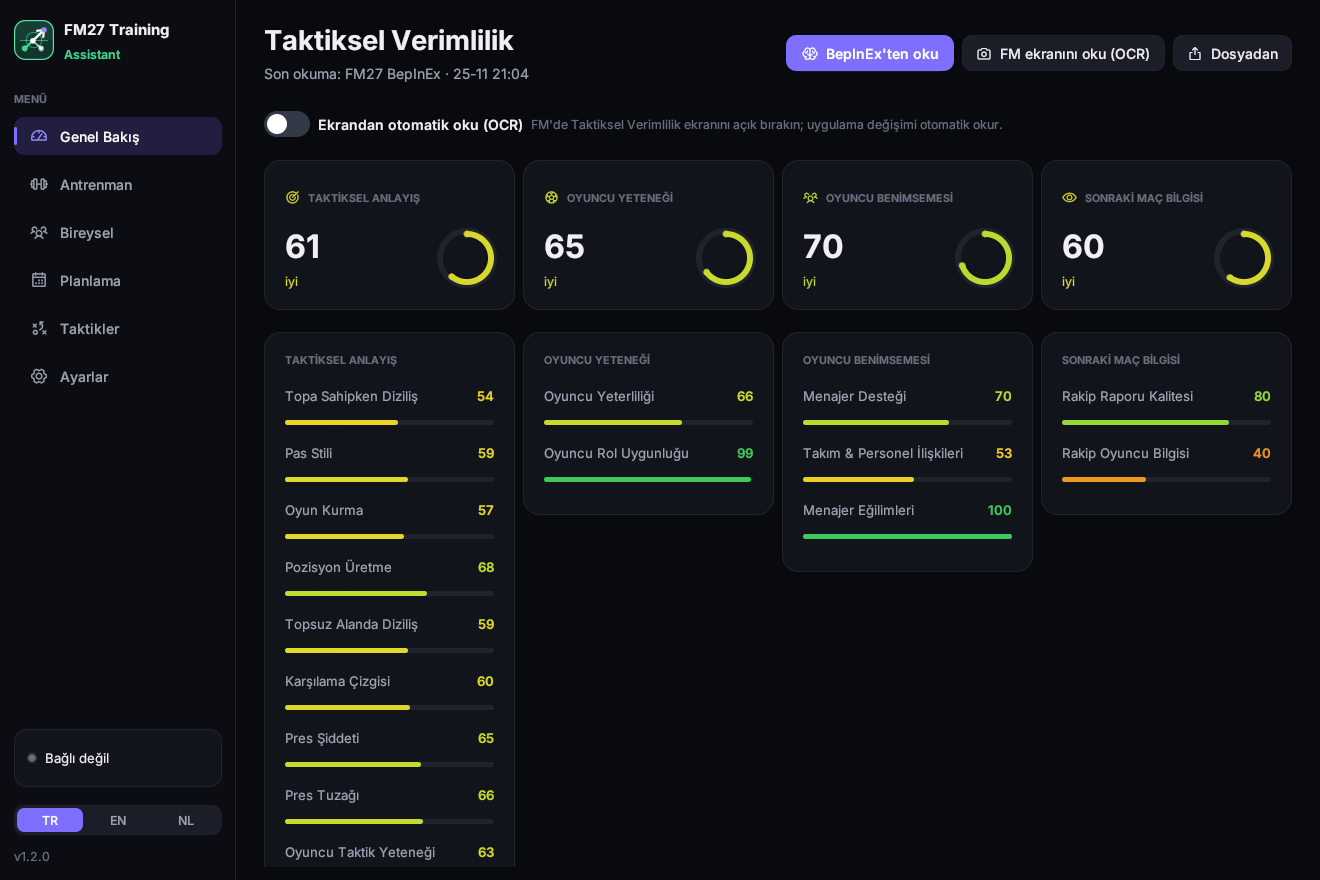 FM27 Training
Assistant
MENÜ
Genel Bakış
Antrenman
Bireysel
Planlama
Taktikler
Ayarlar
Bağlı değil
TR EN NL
v1.2.0
Taktiksel Verimlilik
Son okuma: FM27 BepInEx · 25-11 21:04
BepInEx'ten oku
FM ekranını oku (OCR)
Dosyadan
Ekrandan otomatik oku (OCR) FM'de Taktiksel Verimlilik ekranını açık bırakın; uygulama değişimi otomatik okur.
TAKTİKSEL ANLAYIŞ
61
iyi
OYUNCU YETENEĞİ
65
iyi
OYUNCU BENİMSEMESİ
70
iyi
SONRAKİ MAÇ BİLGİSİ
60
iyi
TAKTİKSEL ANLAYIŞ
Topa Sahipken Diziliş 54
Pas Stili 59
Oyun Kurma 57
Pozisyon Üretme 68
Topsuz Alanda Diziliş 59
Karşılama Çizgisi 60
Pres Şiddeti 65
Pres Tuzağı 66
Oyuncu Taktik Yeteneği 63
OYUNCU YETENEĞİ
Oyuncu Yeterliliği 66
Oyuncu Rol Uygunluğu 99
OYUNCU BENİMSEMESİ
Menajer Desteği 70
Takım & Personel İlişkileri 53
Menajer Eğilimleri 100
SONRAKİ MAÇ BİLGİSİ
Rakip Raporu Kalitesi 80
Rakip Oyuncu Bilgisi 40